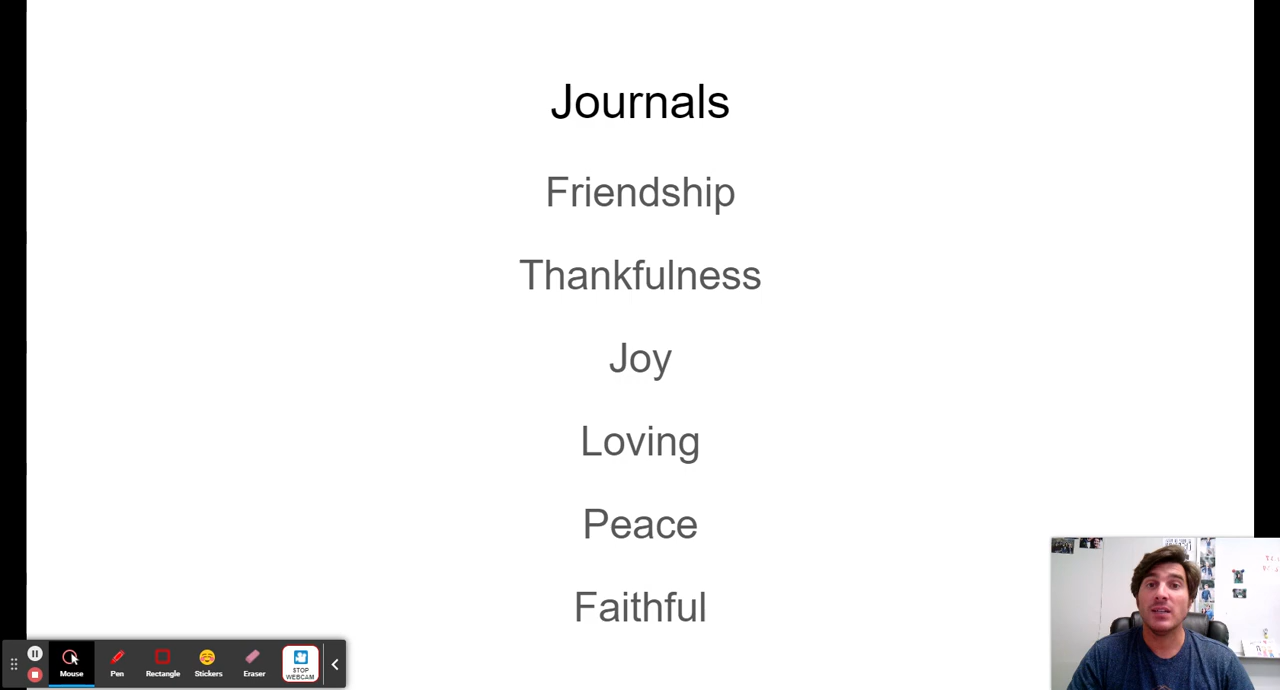 Journals
Friendship
Thankfulness
Joy
Loving
Peace
Faithful
Mouse
Pen
Rectangle
Stickers
Eraser
STOP
WEBCAM